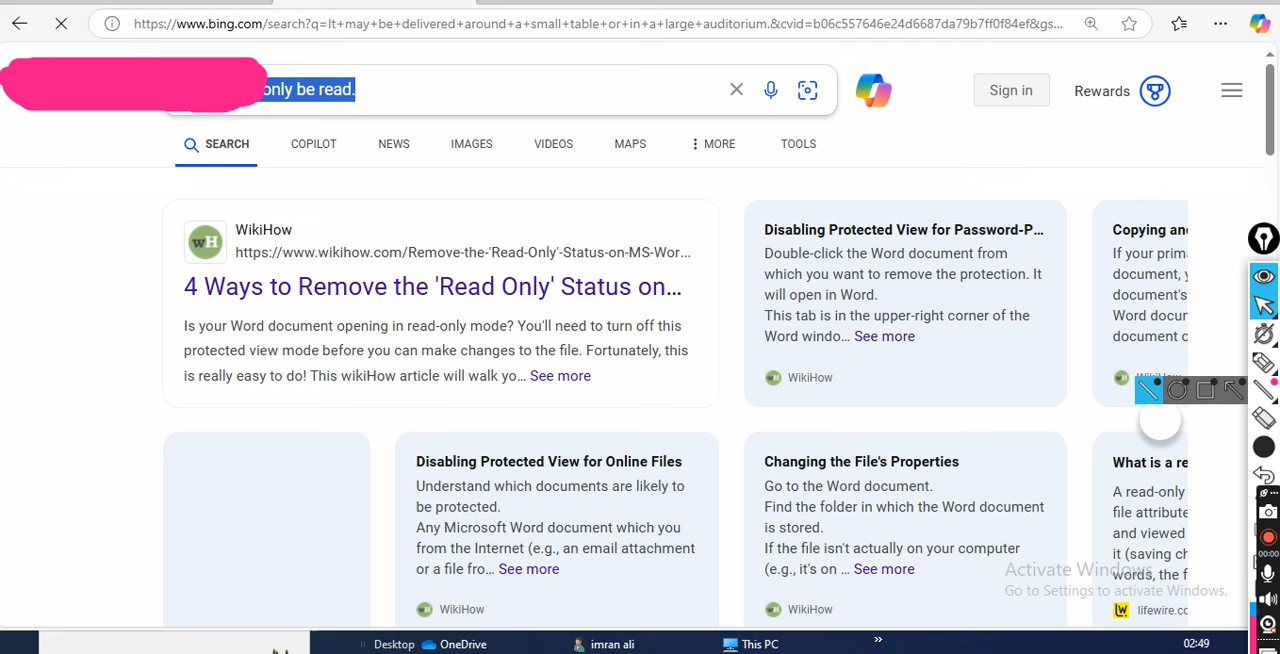 https://www.bing.com/search?q=It+may+be+delivered+around+a+small+table+or+in+a+large+auditorium.&cvid=b06c557646e24d6687da79b7ff0f84ef&gs...
only be read.
Sign in
Rewards
SEARCH
COPILOT
NEWS
IMAGES
VIDEOS
MAPS
MORE
TOOLS
wH
WikiHow
https://www.wikihow.com/Remove-the-'Read-Only'-Status-on-MS-Wor...
4 Ways to Remove the 'Read Only' Status on...
Is your Word document opening in read-only mode? You'll need to turn off this
protected view mode before you can make changes to the file. Fortunately, this
is really easy to do! This wikiHow article will walk yo... See more
Disabling Protected View for Password-P...
Double-click the Word document from
which you want to remove the protection. It
will open in Word.
This tab is in the upper-right corner of the
Word windo... See more
WikiHow
Copying an
If your prim
document,
document's
Word docu
document c
Disabling Protected View for Online Files
Understand which documents are likely to
be protected.
Any Microsoft Word document which you
from the Internet (e.g., an email attachment
or a file fro... See more
WikiHow
Changing the File's Properties
Go to the Word document.
Find the folder in which the Word document
is stored.
If the file isn't actually on your computer
(e.g., it's on ... See more
WikiHow
What is a re
A read-only
file attribute
and viewed
it (saving ch
words, the f
lifewire.co
Activate Windows
Go to Settings to activate Windows.
00:00
Desktop
OneDrive
imran ali
This PC
02:49